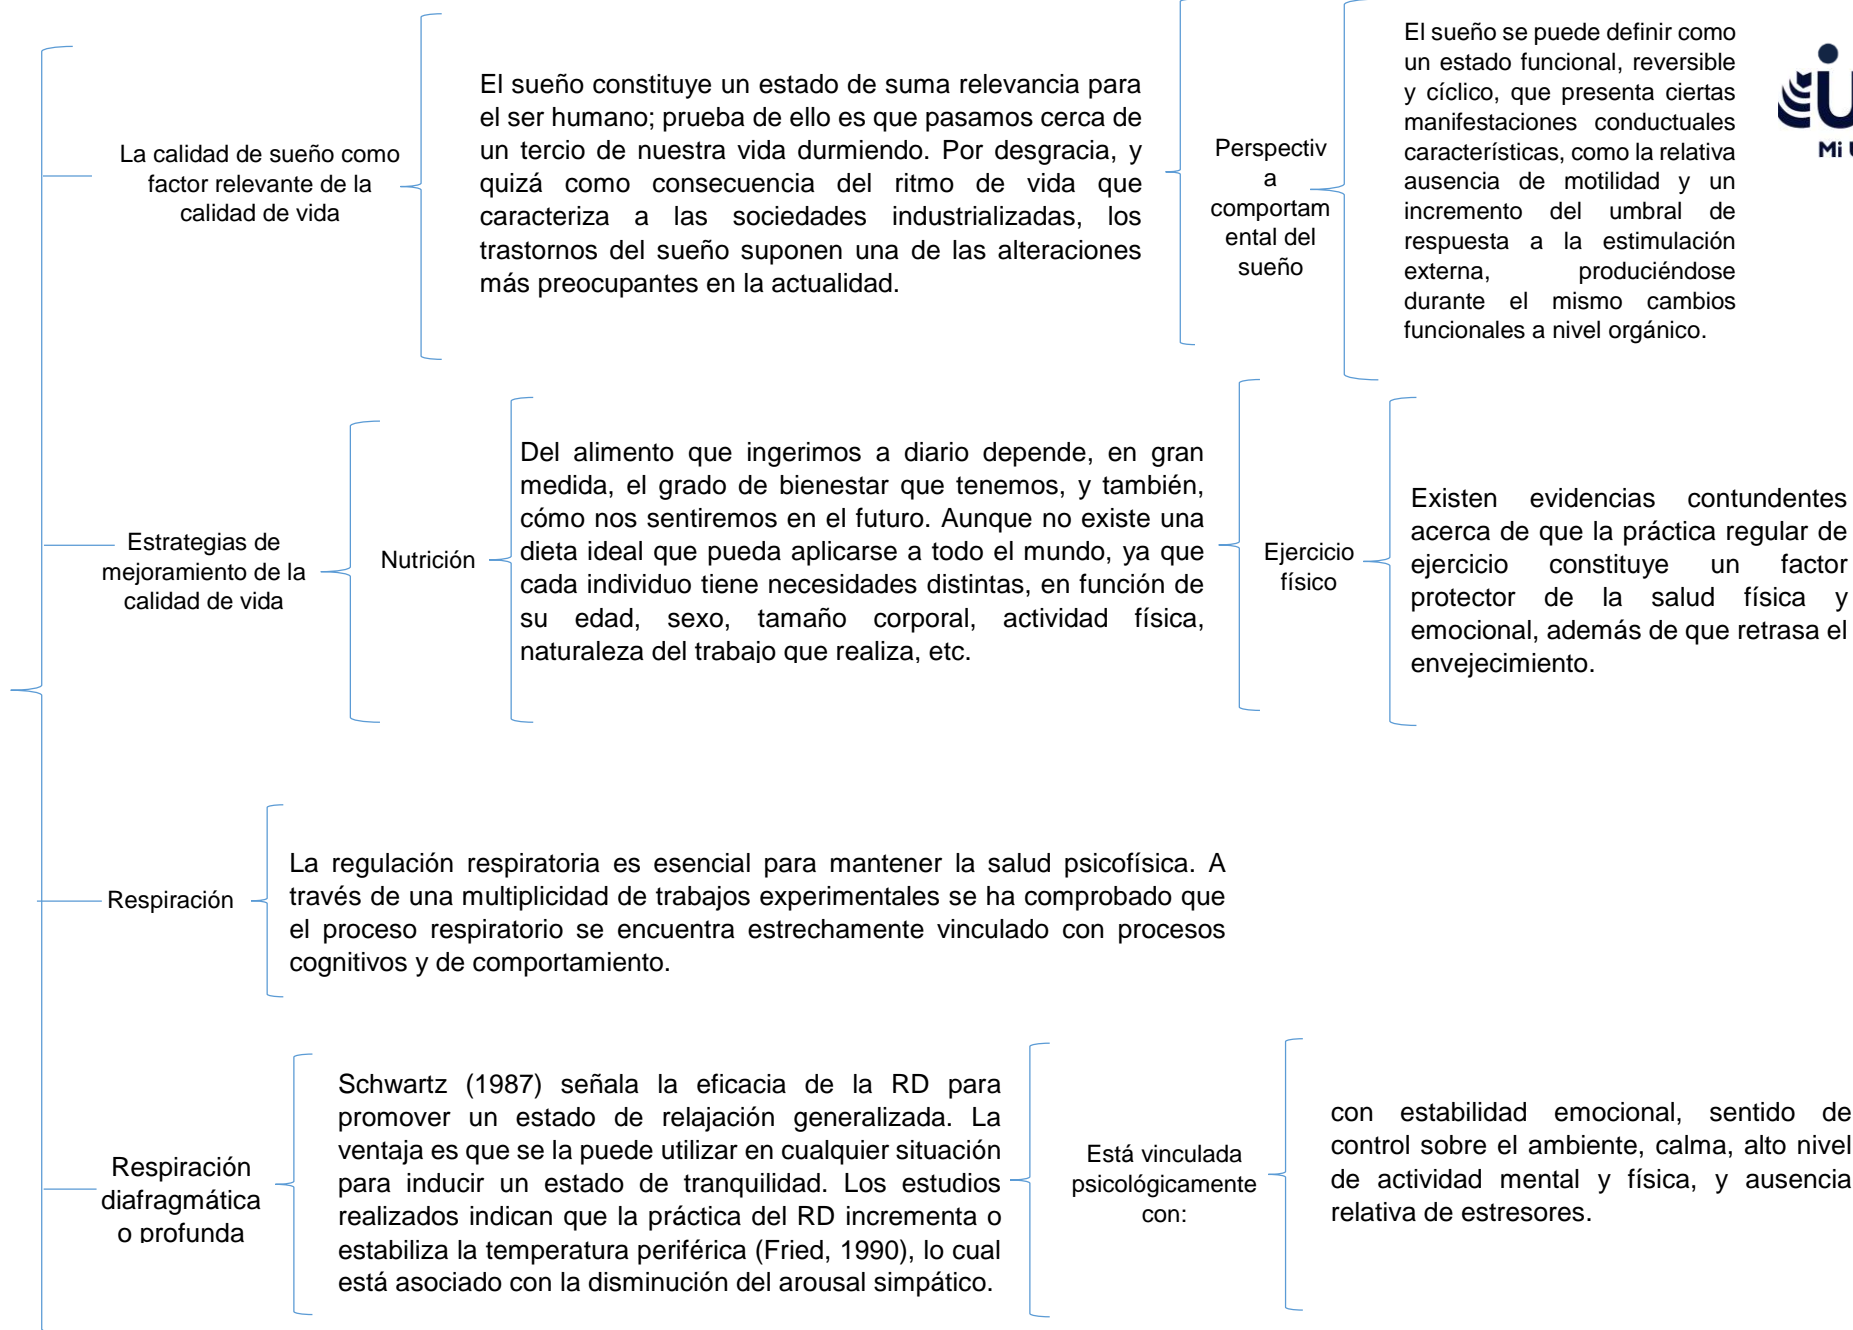 La calidad de sueño como
factor relevante de la
calidad de vida
El sueño constituye un estado de suma relevancia para
el ser humano; prueba de ello es que pasamos cerca de
un tercio de nuestra vida durmiendo. Por desgracia, y
quizá como consecuencia del ritmo de vida que
caracteriza a las sociedades industrializadas, los
trastornos del sueño suponen una de las alteraciones
más preocupantes en la actualidad.
Perspectiv
a
comportam
ental del
sueño
El sueño se puede definir como
un estado funcional, reversible
y cíclico, que presenta ciertas
manifestaciones conductuales
características, como la relativa
ausencia de motilidad y un
incremento del umbral de
respuesta a la estimulación
externa, produciéndose
durante el mismo cambios
funcionales a nivel orgánico.
Mi
Estrategias de
mejoramiento de la
calidad de vida
Nutrición
Del alimento que ingerimos a diario depende, en gran
medida, el grado de bienestar que tenemos, y también,
cómo nos sentiremos en el futuro. Aunque no existe una
dieta ideal que pueda aplicarse a todo el mundo, ya que
cada individuo tiene necesidades distintas, en función de
su edad, sexo, tamaño corporal, actividad física,
naturaleza del trabajo que realiza, etc.
Ejercicio
físico
Existen evidencias contundentes
acerca de que la práctica regular de
ejercicio constituye un factor
protector de la salud física y
emocional, además de que retrasa el
envejecimiento.
Respiración
La regulación respiratoria es esencial para mantener la salud psicofísica. A
través de una multiplicidad de trabajos experimentales se ha comprobado que
el proceso respiratorio se encuentra estrechamente vinculado con procesos
cognitivos y de comportamiento.
Respiración
diafragmática
o profunda
Schwartz (1987) señala la eficacia de la RD para
promover un estado de relajación generalizada. La
ventaja es que se la puede utilizar en cualquier situación
para inducir un estado de tranquilidad. Los estudios
realizados indican que la práctica del RD incrementa o
estabiliza la temperatura periférica (Fried, 1990), lo cual
está asociado con la disminución del arousal simpático.
Está vinculada
psicológicamente
con:
con estabilidad emocional, sentido de
control sobre el ambiente, calma, alto nivel
de actividad mental y física, y ausencia
relativa de estresores.